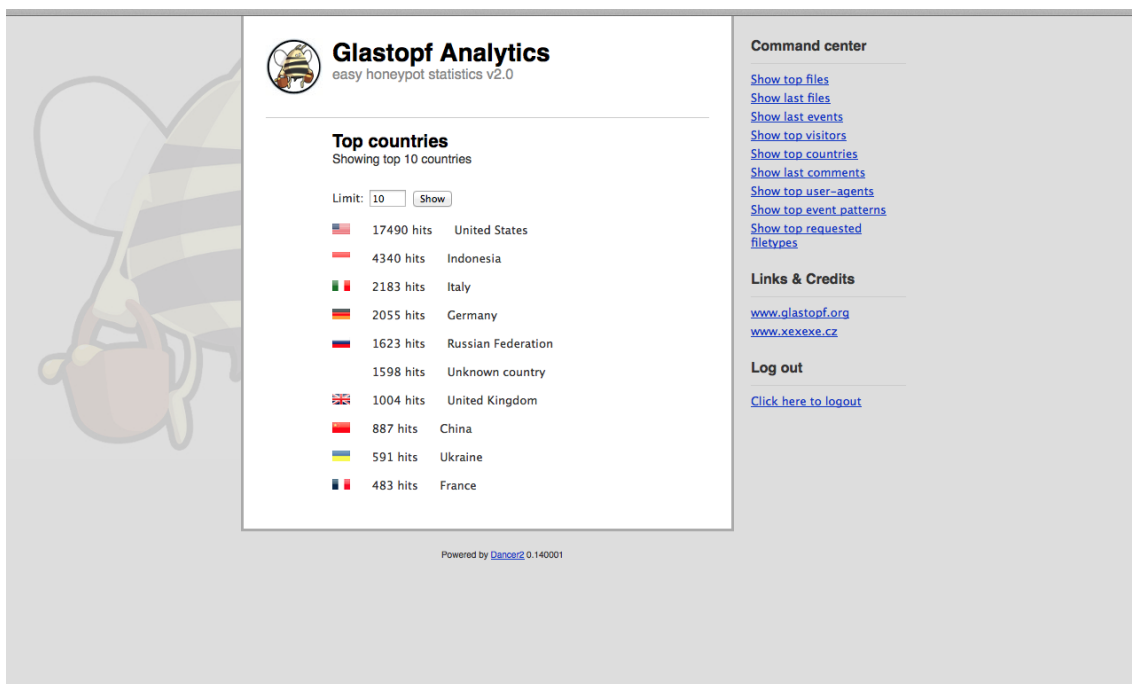 Glastopf Analytics
easy honeypot statistics v2.0
Top countries
Showing top 10 countries
Limit: 10 Show
17490 hits United States
4340 hits Indonesia
2183 hits Italy
2055 hits Germany
1623 hits Russian Federation
1598 hits Unknown country
1004 hits United Kingdom
887 hits China
591 hits Ukraine
483 hits France
Powered by Dancer2 0.140001
Command center
Show top files
Show last files
Show last events
Show top visitors
Show top countries
Show last comments
Show top user-agents
Show top event patterns
Show top requested
filetypes
Links & Credits
www.glastopf.org
www.xexexe.cz
Log out
Click here to logout